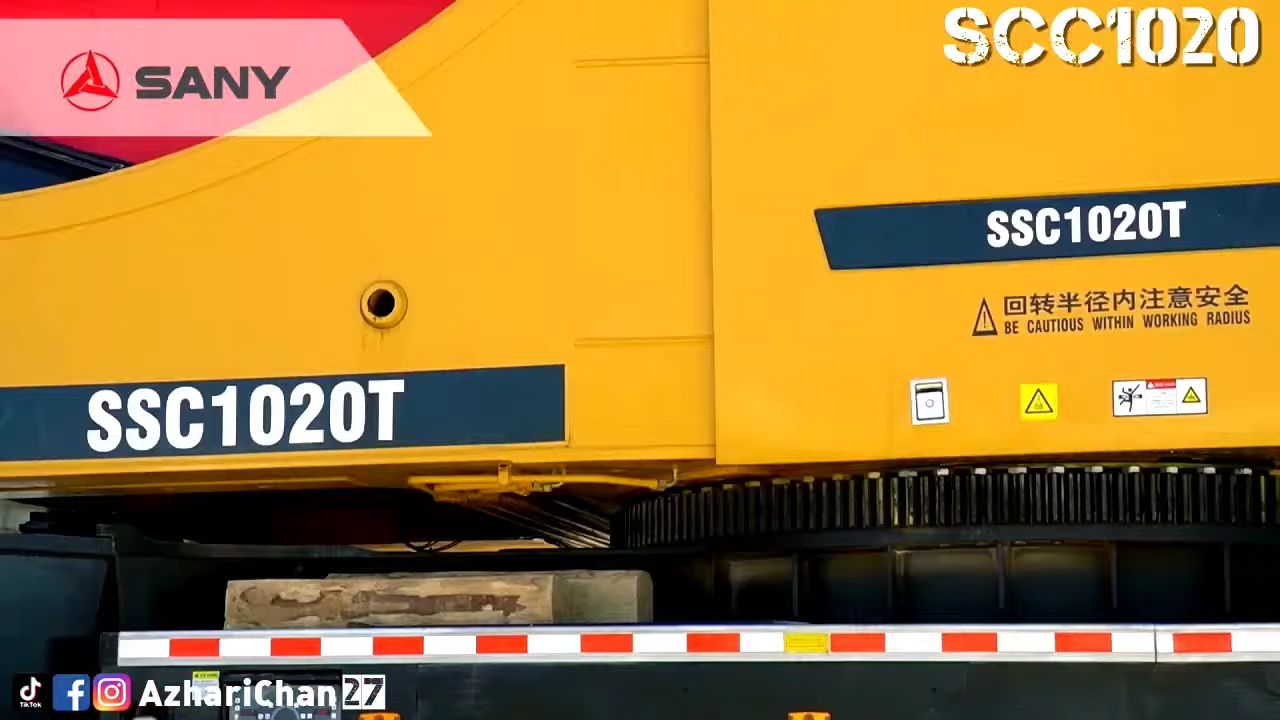 SCC1020
SANY
SSC1020T
回转半径内注意安全
BE CAUTIOUS WITHIN WORKING RADIUS
SSC1020T
TikTok
AzhariChan27